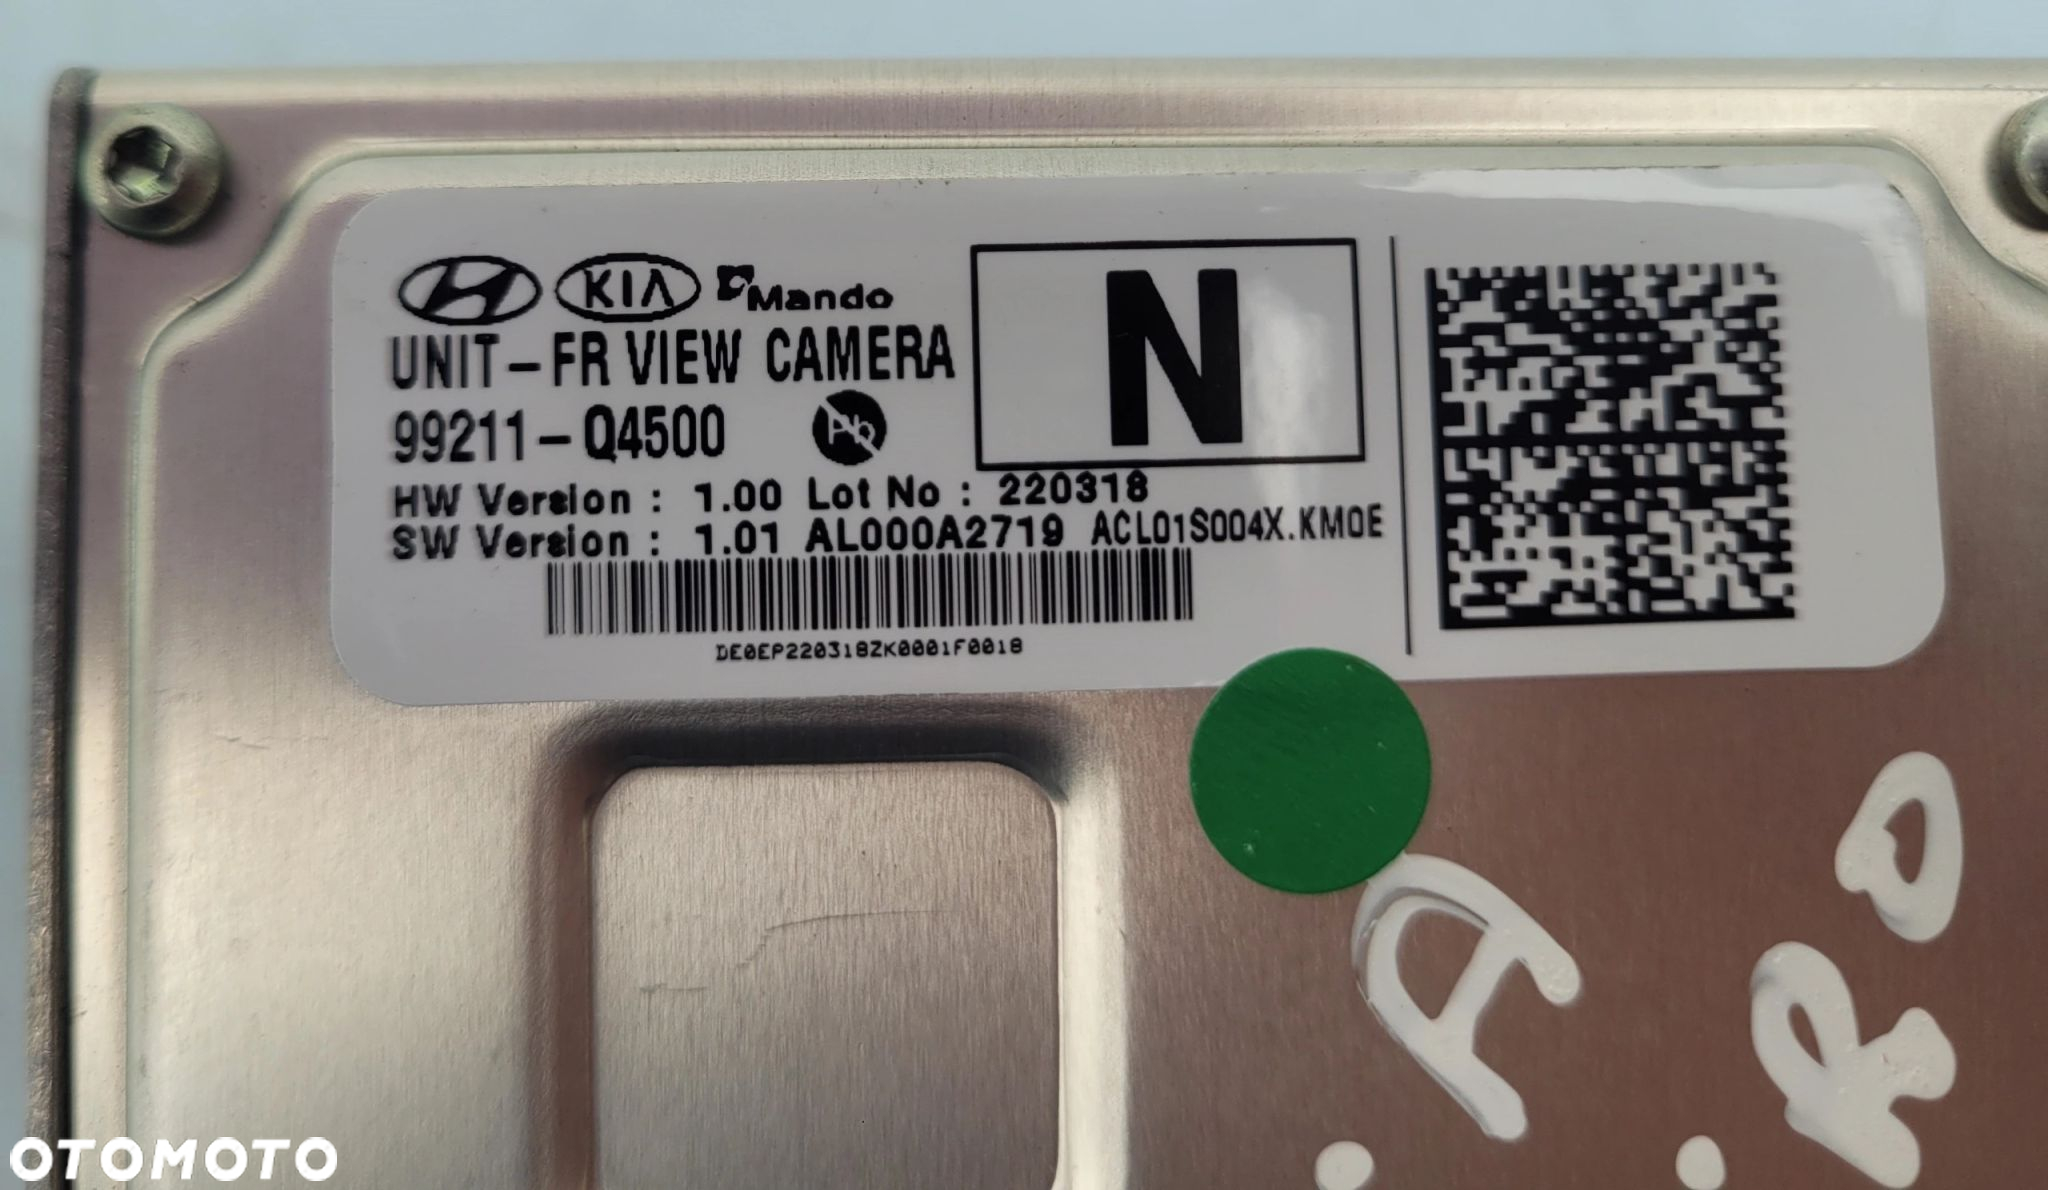 KIA Mando
UNIT-FR VIEW CAMERA
99211-Q4500 Pb
N
HW Version : 1.00 Lot No : 220318
SW Version : 1.01 AL000A2719 ACL01S004X.KM0E
DE0EP220318ZK0001F0018
OTOMOTO